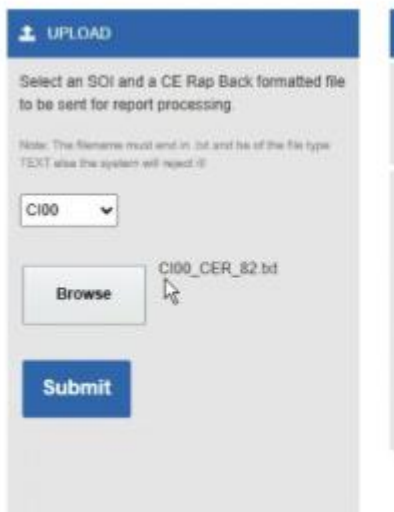 UPLOAD
Select an SOI and a CE Rap Back formatted file
to be sent for report processing.
Note: The filename must end in .txt and be of the file type
TEXT else the system will reject it!
CI00
Browse
CI00_CER_82.txt
Submit